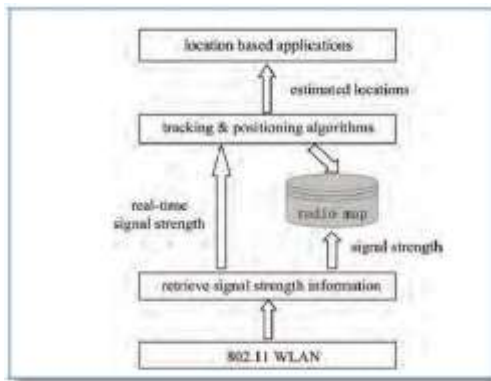 location based applications
estimated locations
tracking & positioning algorithms
real-time
signal strength
radio map
signal strength
retrieve signal strength information
802.11 WLAN